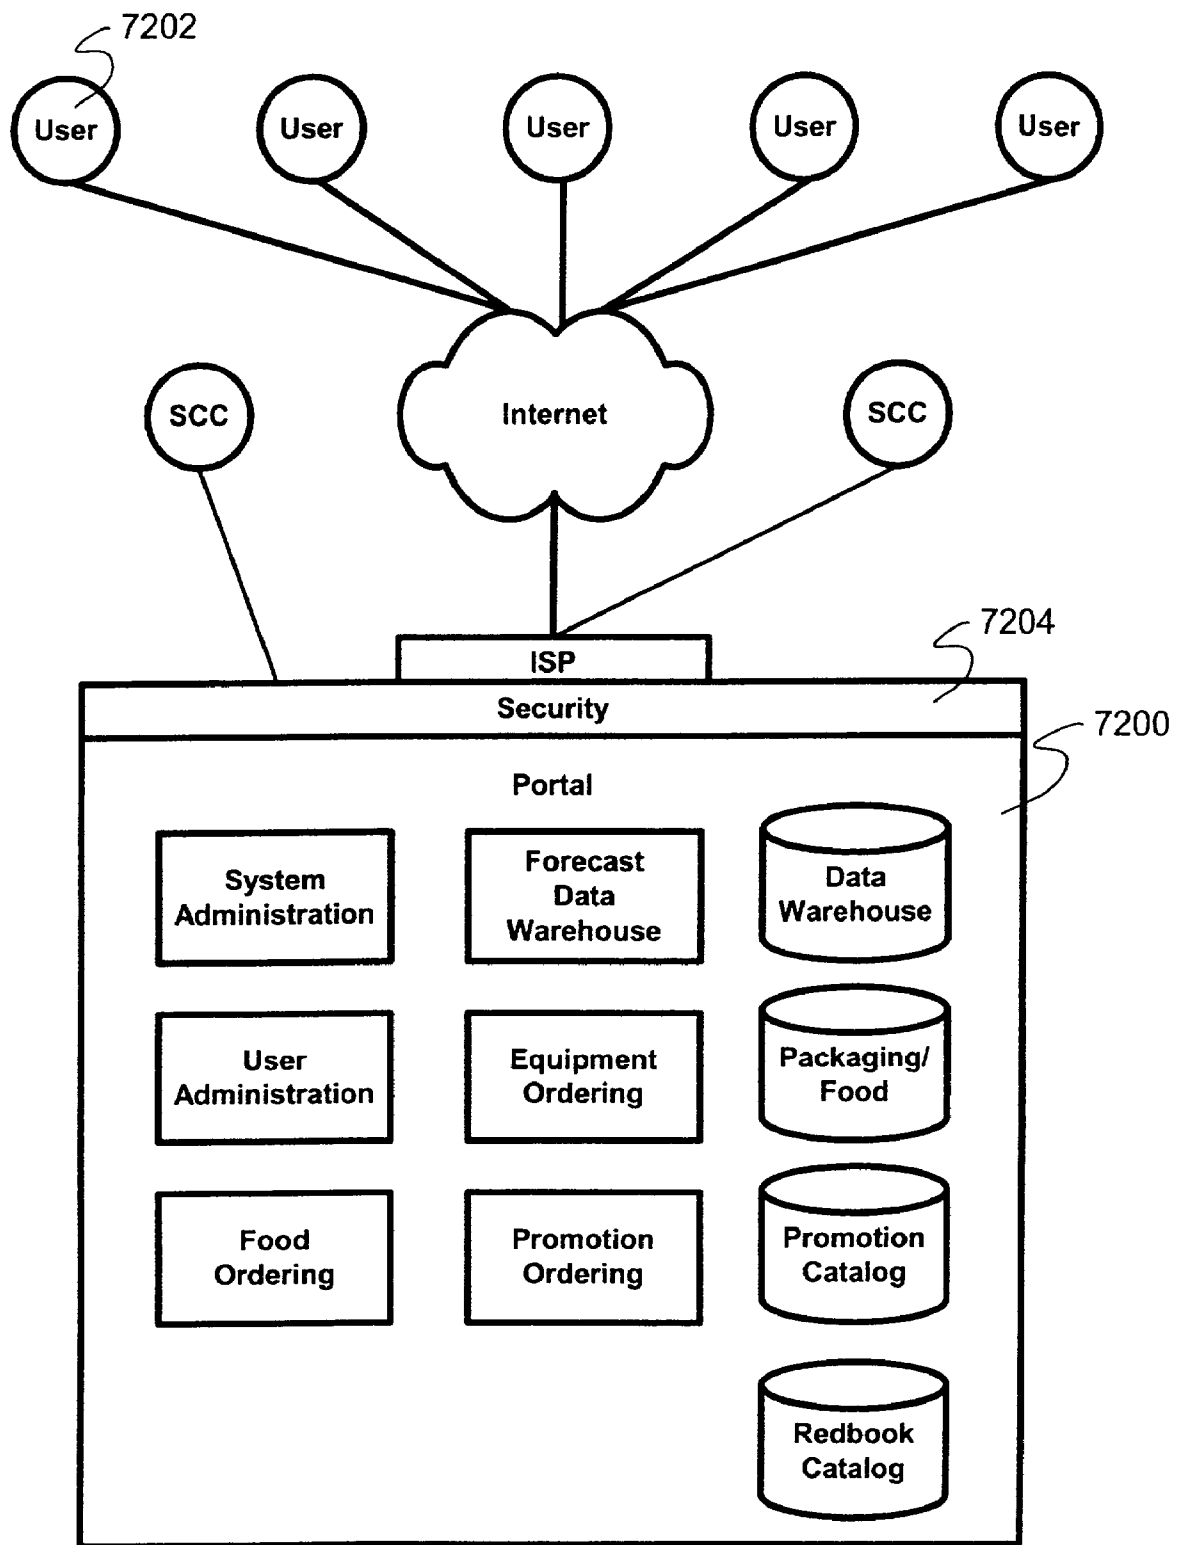 7202
User
User
User
User
User
SCC
Internet
SCC
7204
ISP
Security
7200
Portal
System
Administration
Forecast
Data
Warehouse
Data
Warehouse
User
Administration
Equipment
Ordering
Packaging/
Food
Food
Ordering
Promotion
Ordering
Promotion
Catalog
Redbook
Catalog